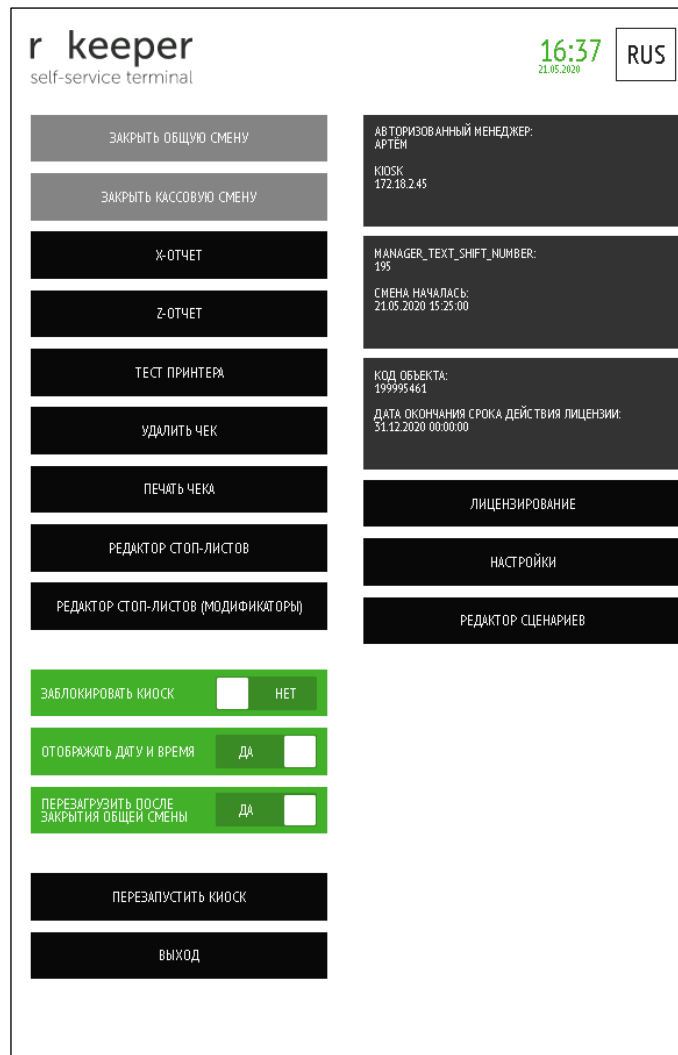 r keeper
self-service terminal
16:37
21.05.2020
RUS
ЗАКРЫТЬ ОБЩУЮ СМЕНУ
ЗАКРЫТЬ КАССОВУЮ СМЕНУ
X-ОТЧЕТ
Z-ОТЧЕТ
ТЕСТ ПРИНТЕРА
УДАЛИТЬ ЧЕК
ПЕЧАТЬ ЧЕКА
РЕДАКТОР СТОП-ЛИСТОВ
РЕДАКТОР СТОП-ЛИСТОВ (МОДИФИКАТОРЫ)
ЗАБЛОКИРОВАТЬ КИОСК
НЕТ
ОТОБРАЖАТЬ ДАТУ И ВРЕМЯ
ДА
ПЕРЕЗАГРУЗИТЬ ПОСЛЕ
ЗАКРЫТИЯ ОБЩЕЙ СМЕНЫ
ДА
ПЕРЕЗАПУСТИТЬ КИОСК
ВЫХОД
АВТОРИЗОВАННЫЙ МЕНЕДЖЕР:
АРТЁМ
KIOSK
172.18.2.45
MANAGER_TEXT_SHIFT_NUMBER:
195
СМЕНА НАЧАЛАСЬ:
21.05.2020 15:25:00
КОД ОБЪЕКТА:
199995461
ДАТА ОКОНЧАНИЯ СРОКА ДЕЙСТВИЯ ЛИЦЕНЗИИ:
31.12.2020 00:00:00
ЛИЦЕНЗИРОВАНИЕ
НАСТРОЙКИ
РЕДАКТОР СЦЕНАРИЕВ